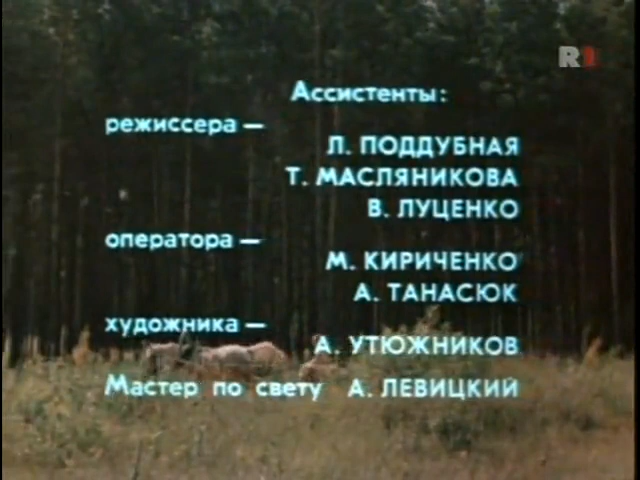 R1
Ассистенты:
режиссера —
Л. ПОДДУБНАЯ
Т. МАСЛЯНИКОВА
В. ЛУЦЕНКО
оператора —
М. КИРИЧЕНКО
А. ТАНАСЮК
художника —
А. УТЮЖНИКОВ
Мастер по свету А. ЛЕВИЦКИЙ